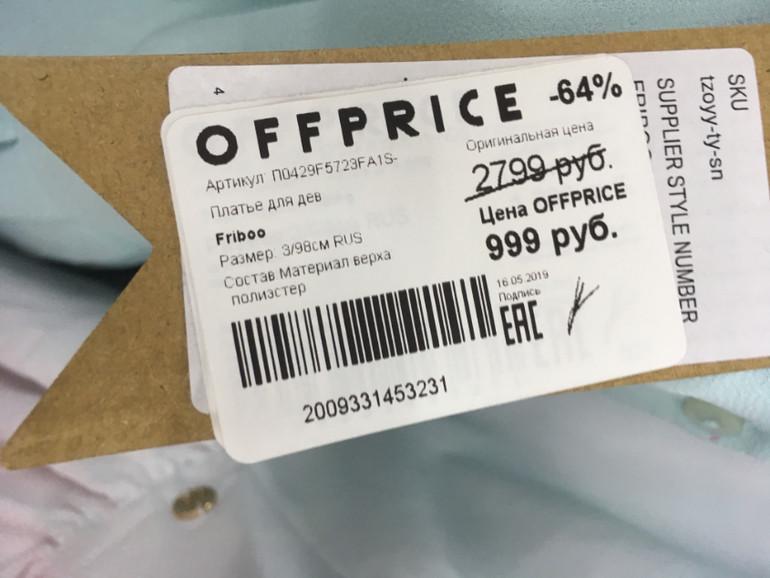 OFFPRICE -64%
Артикул: П0429F5723FA1S-
Платье для дев
Friboo
Размер: 3/98см RUS
Состав Материал верха
полиэстер
Оригинальная цена
2799 руб.
Цена OFFPRICE
999 руб.
16.05.2019
Подпись
EAC
2009331453231
4
SKU
tzoyy-ty-sn
SUPPLIER STYLE NUMBER